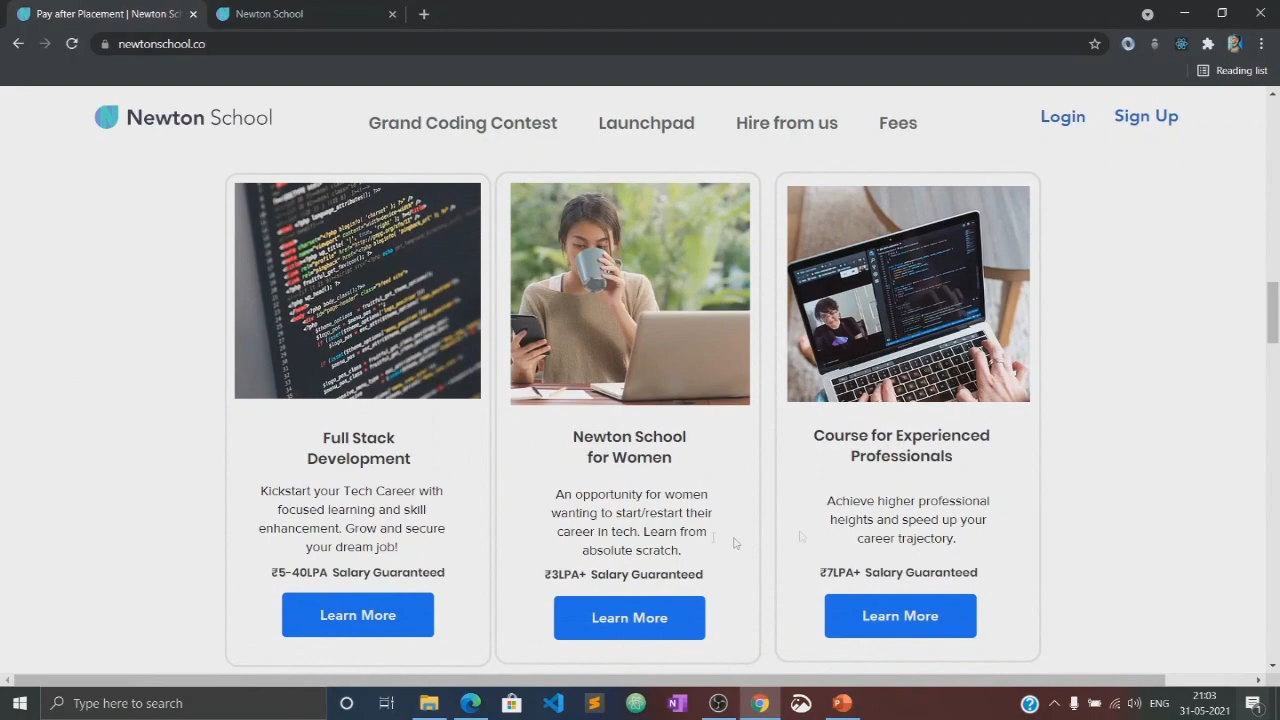 Pay after Placement | Newton Sc
Newton School
newtonschool.co
Reading list
Newton School
Grand Coding Contest
Launchpad
Hire from us
Fees
Login
Sign Up
Full Stack
Development
Kickstart your Tech Career with
focused learning and skill
enhancement. Grow and secure
your dream job!
₹5-40LPA Salary Guaranteed
Learn More
Newton School
for Women
An opportunity for women
wanting to start/restart their
career in tech. Learn from
absolute scratch.
₹3LPA+ Salary Guaranteed
Learn More
Course for Experienced
Professionals
Achieve higher professional
heights and speed up your
career trajectory.
₹7LPA+ Salary Guaranteed
Learn More
Type here to search
ENG
21:03
31-05-2021